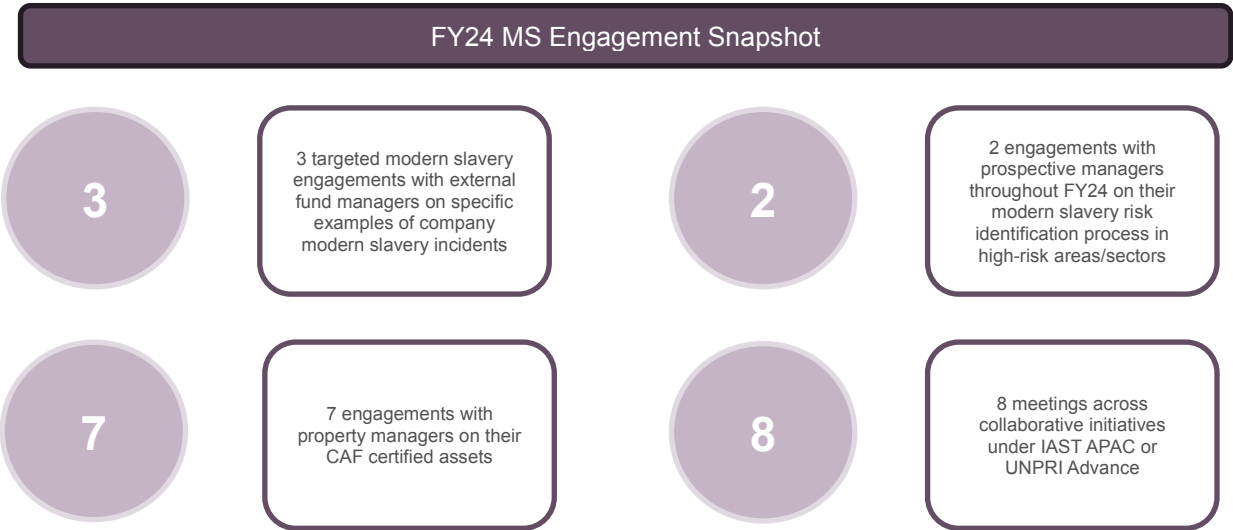 FY24 MS Engagement Snapshot
3
3 targeted modern slavery
engagements with external
fund managers on specific
examples of company
modern slavery incidents
2
2 engagements with
prospective managers
throughout FY24 on their
modern slavery risk
identification process in
high-risk areas/sectors
7
7 engagements with
property managers on their
CAF certified assets
8
8 meetings across
collaborative initiatives
under IAST APAC or
UNPRI Advance